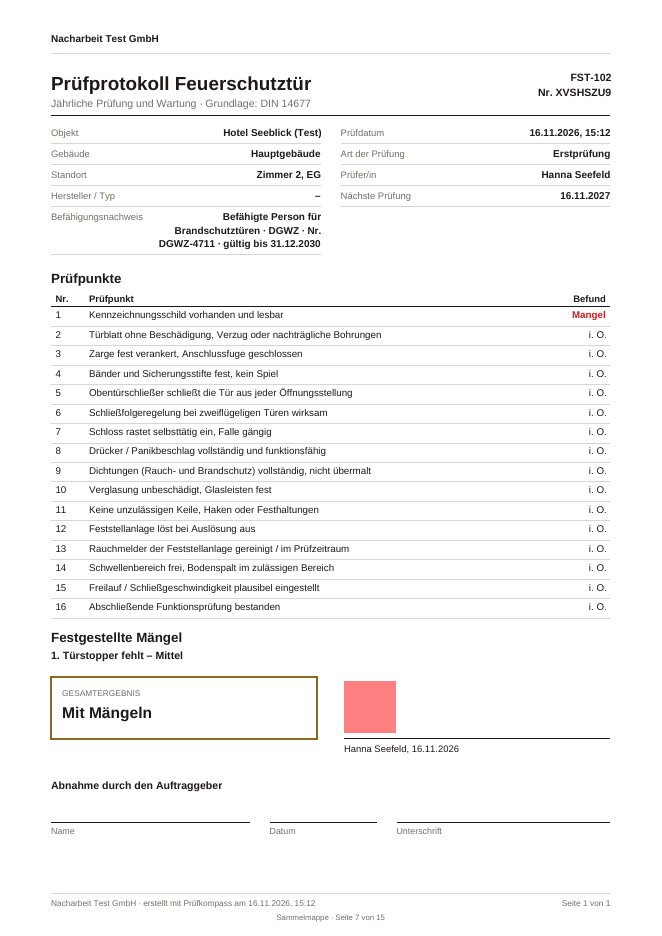 Nacharbeit Test GmbH
Prüfprotokoll Feuerschutztür
FST-102
Nr. XVSHSZU9
Jährliche Prüfung und Wartung · Grundlage: DIN 14677
Objekt Hotel Seeblick (Test)
Gebäude Hauptgebäude
Standort Zimmer 2, EG
Hersteller / Typ –
Befähigungsnachweis Befähigte Person für
Brandschutztüren · DGWZ · Nr.
DGWZ-4711 · gültig bis 31.12.2030
Prüfdatum 16.11.2026, 15:12
Art der Prüfung Erstprüfung
Prüfer/in Hanna Seefeld
Nächste Prüfung 16.11.2027
Prüfpunkte
Nr. Prüfpunkt Befund
1 Kennzeichnungsschild vorhanden und lesbar Mangel
2 Türblatt ohne Beschädigung, Verzug oder nachträgliche Bohrungen i. O.
3 Zarge fest verankert, Anschlussfuge geschlossen i. O.
4 Bänder und Sicherungsstifte fest, kein Spiel i. O.
5 Obentürschließer schließt die Tür aus jeder Öffnungsstellung i. O.
6 Schließfolgeregelung bei zweiflügeligen Türen wirksam i. O.
7 Schloss rastet selbsttätig ein, Falle gängig i. O.
8 Drücker / Panikbeschlag vollständig und funktionsfähig i. O.
9 Dichtungen (Rauch- und Brandschutz) vollständig, nicht übermalt i. O.
10 Verglasung unbeschädigt, Glasleisten fest i. O.
11 Keine unzulässigen Keile, Haken oder Festhaltungen i. O.
12 Feststellanlage löst bei Auslösung aus i. O.
13 Rauchmelder der Feststellanlage gereinigt / im Prüfzeitraum i. O.
14 Schwellenbereich frei, Bodenspalt im zulässigen Bereich i. O.
15 Freilauf / Schließgeschwindigkeit plausibel eingestellt i. O.
16 Abschließende Funktionsprüfung bestanden i. O.
Festgestellte Mängel
1. Türstopper fehlt – Mittel
GESAMTERGEBNIS
Mit Mängeln
Hanna Seefeld, 16.11.2026
Abnahme durch den Auftraggeber
Name Datum Unterschrift
Nacharbeit Test GmbH · erstellt mit Prüfkompass am 16.11.2026, 15:12 Seite 1 von 1
Sammelmappe · Seite 7 von 15